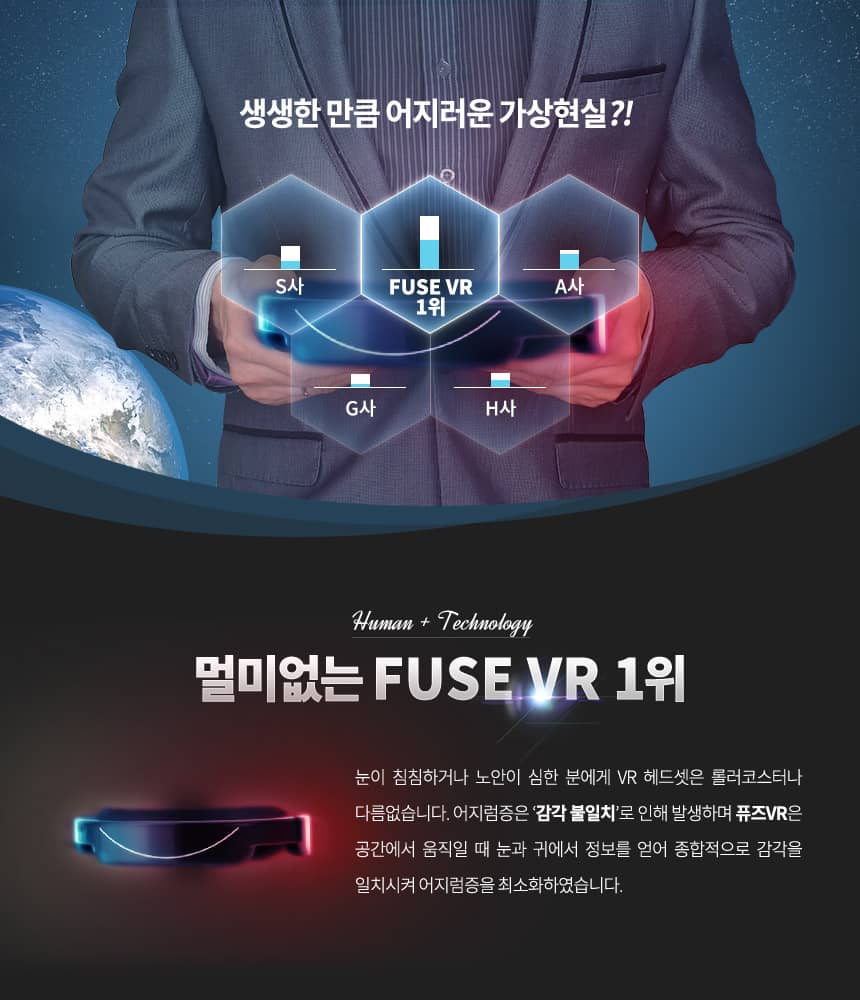 생생한 만큼 어지러운 가상현실?!
S사
FUSE VR
1위
A사
G사
H사
Human + Technology
멀미없는 FUSE VR 1위
눈이 침침하거나 노안이 심한 분에게 VR 헤드셋은 롤러코스터나
다름없습니다. 어지럼증은 '감각 불일치'로 인해 발생하며 퓨즈VR은
공간에서 움직일 때 눈과 귀에서 정보를 얻어 종합적으로 감각을
일치시켜 어지럼증을 최소화하였습니다.